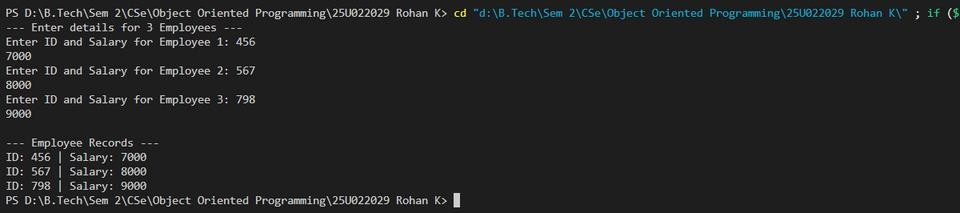 PS D:\B.Tech\Sem 2\CSe\Object Oriented Programming\25U022029 Rohan K> cd "d:\B.Tech\Sem 2\CSe\Object Oriented Programming\25U022029 Rohan K\" ; if ($
--- Enter details for 3 Employees ---
Enter ID and Salary for Employee 1: 456
7000
Enter ID and Salary for Employee 2: 567
8000
Enter ID and Salary for Employee 3: 798
9000
--- Employee Records ---
ID: 456 | Salary: 7000
ID: 567 | Salary: 8000
ID: 798 | Salary: 9000
PS D:\B.Tech\Sem 2\CSe\Object Oriented Programming\25U022029 Rohan K>